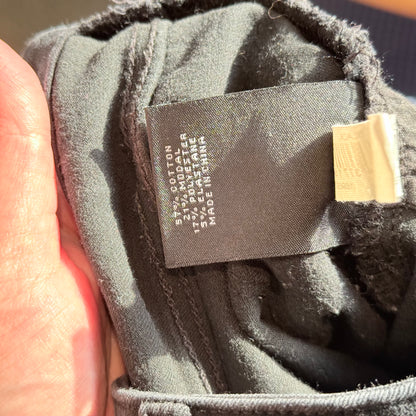 57% COTTON
21% MODAL
17% POLYESTER
5% ELASTANE
MADE IN CHINA